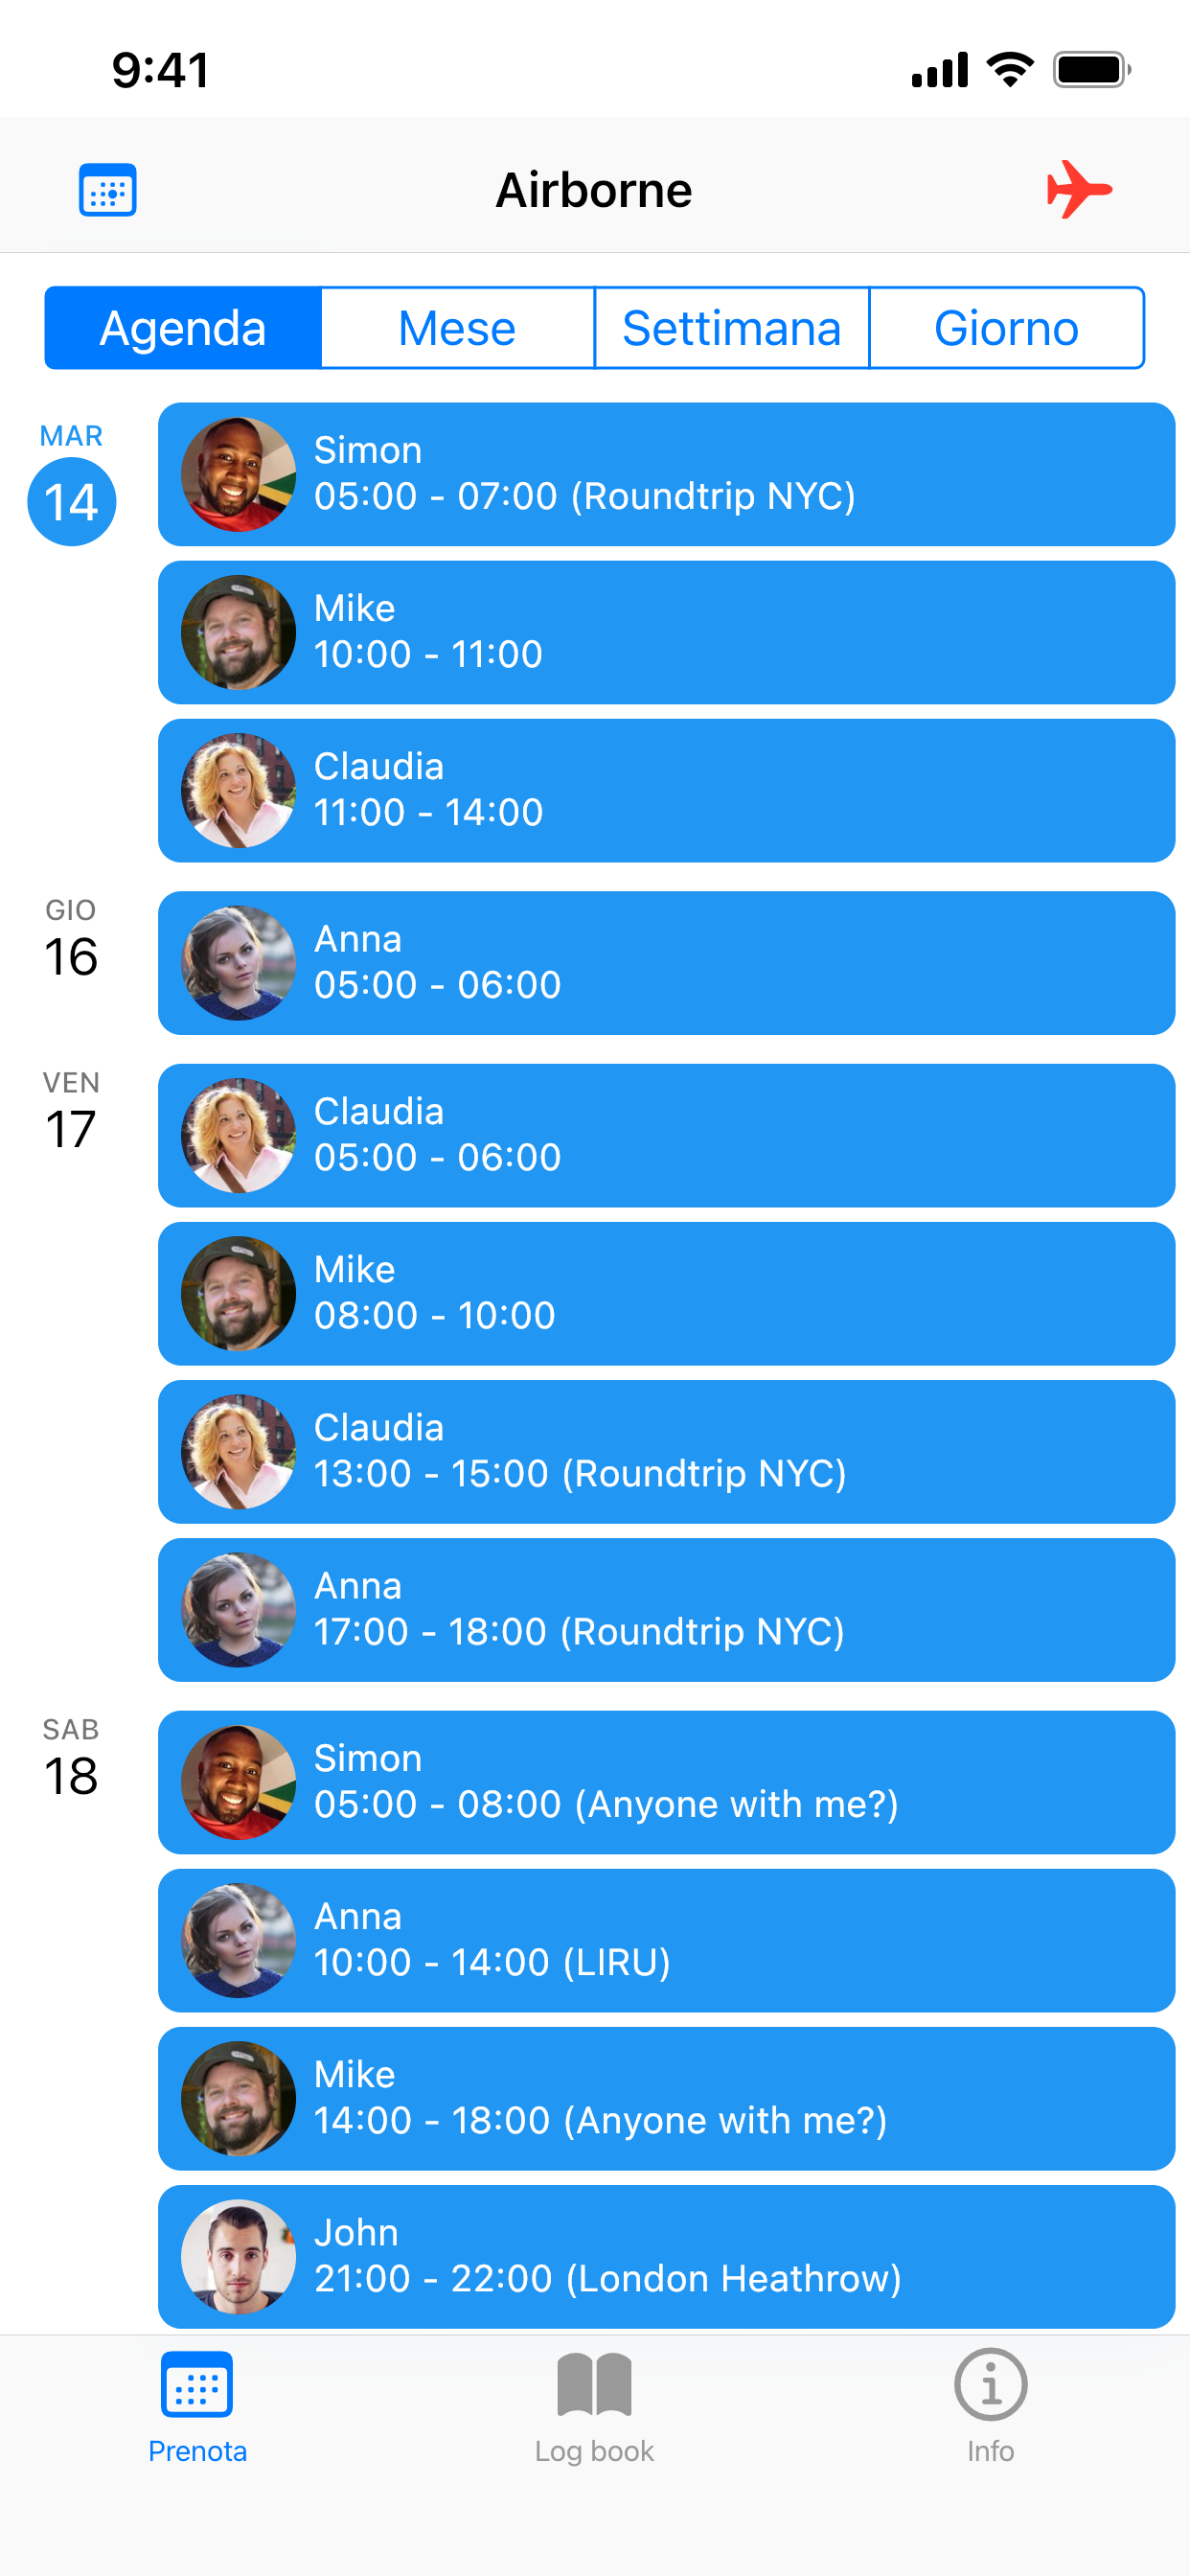 9:41
Airborne
Agenda
Mese
Settimana
Giorno
MAR
14
Simon
05:00 - 07:00 (Roundtrip NYC)
Mike
10:00 - 11:00
Claudia
11:00 - 14:00
GIO
16
Anna
05:00 - 06:00
VEN
17
Claudia
05:00 - 06:00
Mike
08:00 - 10:00
Claudia
13:00 - 15:00 (Roundtrip NYC)
Anna
17:00 - 18:00 (Roundtrip NYC)
SAB
18
Simon
05:00 - 08:00 (Anyone with me?)
Anna
10:00 - 14:00 (LIRU)
Mike
14:00 - 18:00 (Anyone with me?)
John
21:00 - 22:00 (London Heathrow)
Prenota
Log book
Info